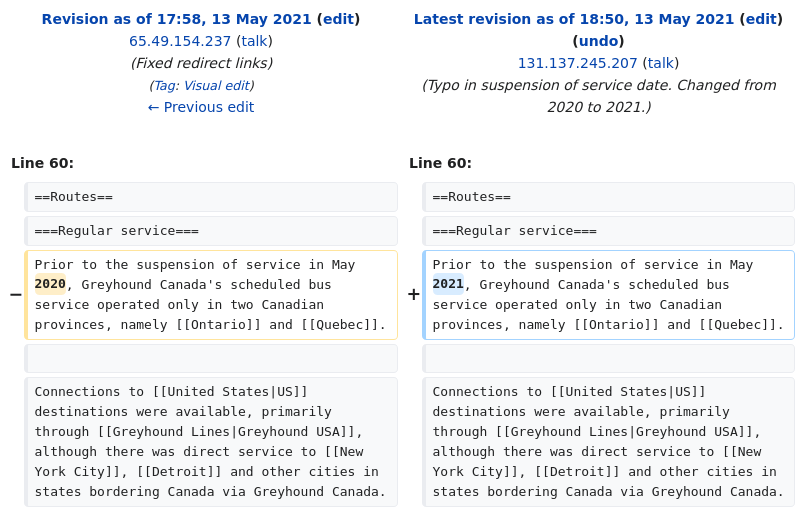 Revision as of 17:58, 13 May 2021 (edit)
65.49.154.237 (talk)
(Fixed redirect links)
(Tag: Visual edit)
← Previous edit
Latest revision as of 18:50, 13 May 2021 (edit)
(undo)
131.137.245.207 (talk)
(Typo in suspension of service date. Changed from
2020 to 2021.)
Line 60:
==Routes==
===Regular service===
− Prior to the suspension of service in May
2020, Greyhound Canada's scheduled bus
service operated only in two Canadian
provinces, namely [[Ontario]] and [[Quebec]].
Connections to [[United States|US]]
destinations were available, primarily
through [[Greyhound Lines|Greyhound USA]],
although there was direct service to [[New
York City]], [[Detroit]] and other cities in
states bordering Canada via Greyhound Canada.
Line 60:
==Routes==
===Regular service===
+ Prior to the suspension of service in May
2021, Greyhound Canada's scheduled bus
service operated only in two Canadian
provinces, namely [[Ontario]] and [[Quebec]].
Connections to [[United States|US]]
destinations were available, primarily
through [[Greyhound Lines|Greyhound USA]],
although there was direct service to [[New
York City]], [[Detroit]] and other cities in
states bordering Canada via Greyhound Canada.